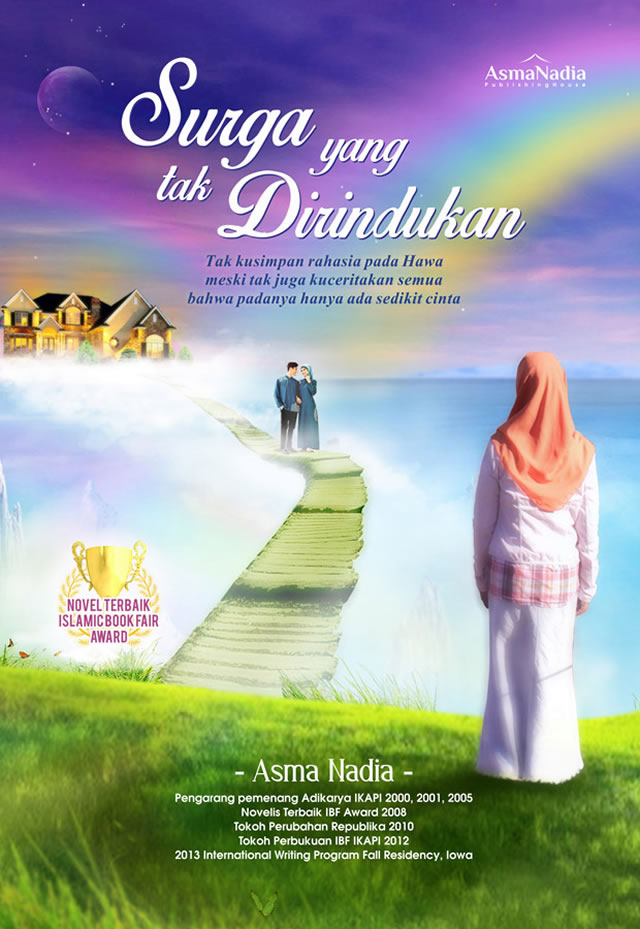 AsmaNadia
PublishingHouse
Surga yang
tak Dirindukan
Tak kusimpan rahasia pada Hawa
meski tak juga kuceritakan semua
bahwa padanya hanya ada sedikit cinta
NOVEL TERBAIK
ISLAMIC BOOK FAIR
AWARD
- Asma Nadia -
Pengarang pemenang Adikarya IKAPI 2000, 2001, 2005
Novelis Terbaik IBF Award 2008
Tokoh Perubahan Republika 2010
Tokoh Perbukuan IBF IKAPI 2012
2013 International Writing Program Fall Residency, Iowa